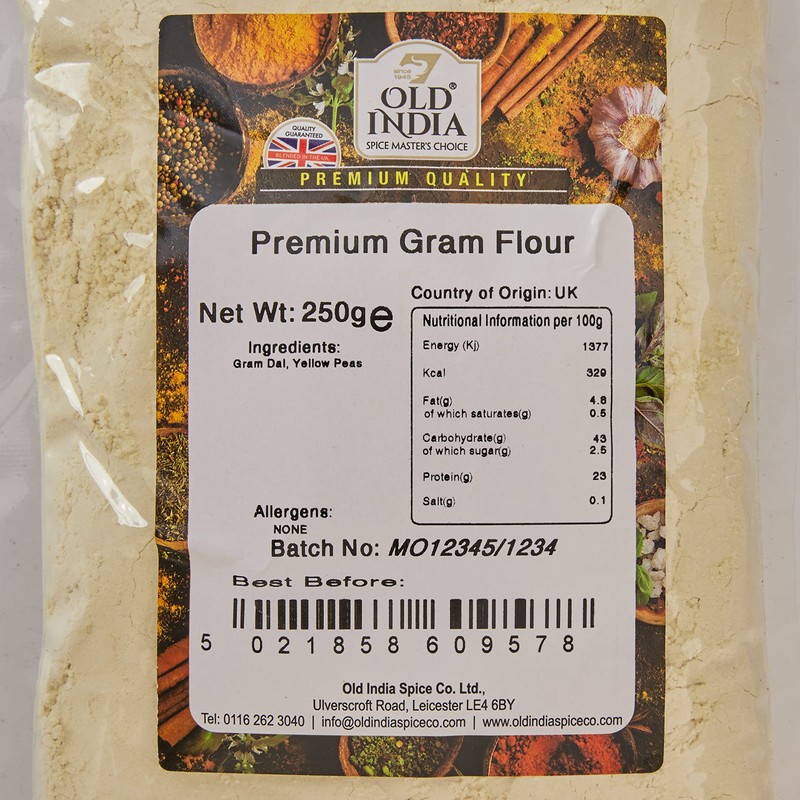 since
1945
OLD
INDIA®
SPICE MASTER'S CHOICE
QUALITY
GUARANTEED
BLENDED IN THE UK
PREMIUM QUALITY
Premium Gram Flour
Net Wt: 250g e
Ingredients:
Gram Dal, Yellow Peas
Country of Origin: UK
Nutritional Information per 100g
Energy (Kj) 1377
Kcal 329
Fat(g) 4.8
of which saturates(g) 0.5
Carbohydrate(g) 43
of which sugar(g) 2.5
Protein(g) 23
Salt(g) 0.1
Allergens:
NONE
Batch No: MO12345/1234
Best Before:
5 021858 609578
Old India Spice Co. Ltd.,
Ulverscroft Road, Leicester LE4 6BY
Tel: 0116 262 3040 | info@oldindiaspiceco.com | www.oldindiaspiceco.com